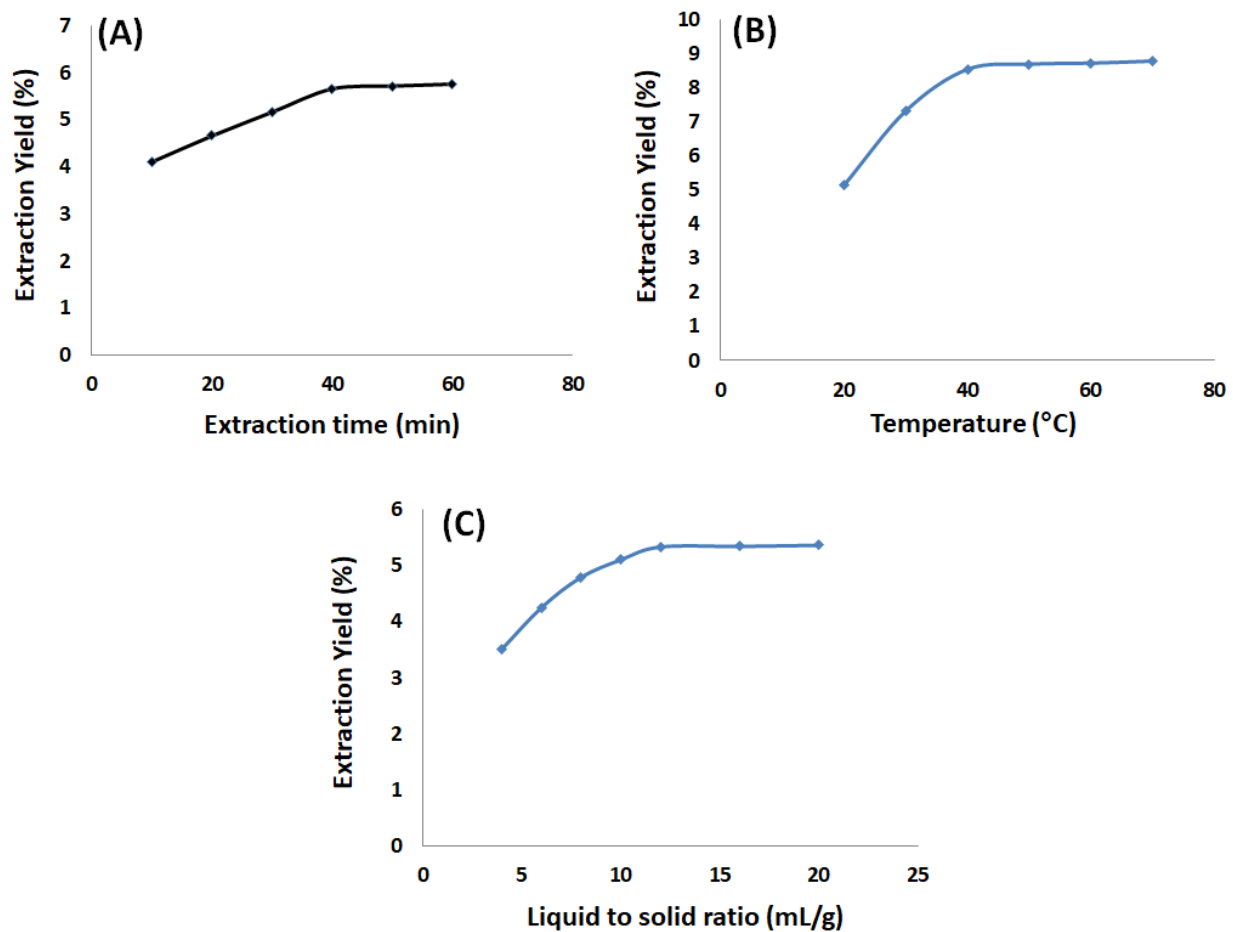 (A)
Extraction Yield (%)
7
6
5
4
3
2
1
0
0 20 40 60 80
Extraction time (min)
(B)
Extraction Yield (%)
10
9
8
7
6
5
4
3
2
1
0
0 20 40 60 80
Temperature (°C)
(C)
Extraction Yield (%)
6
5
4
3
2
1
0
0 5 10 15 20 25
Liquid to solid ratio (mL/g)